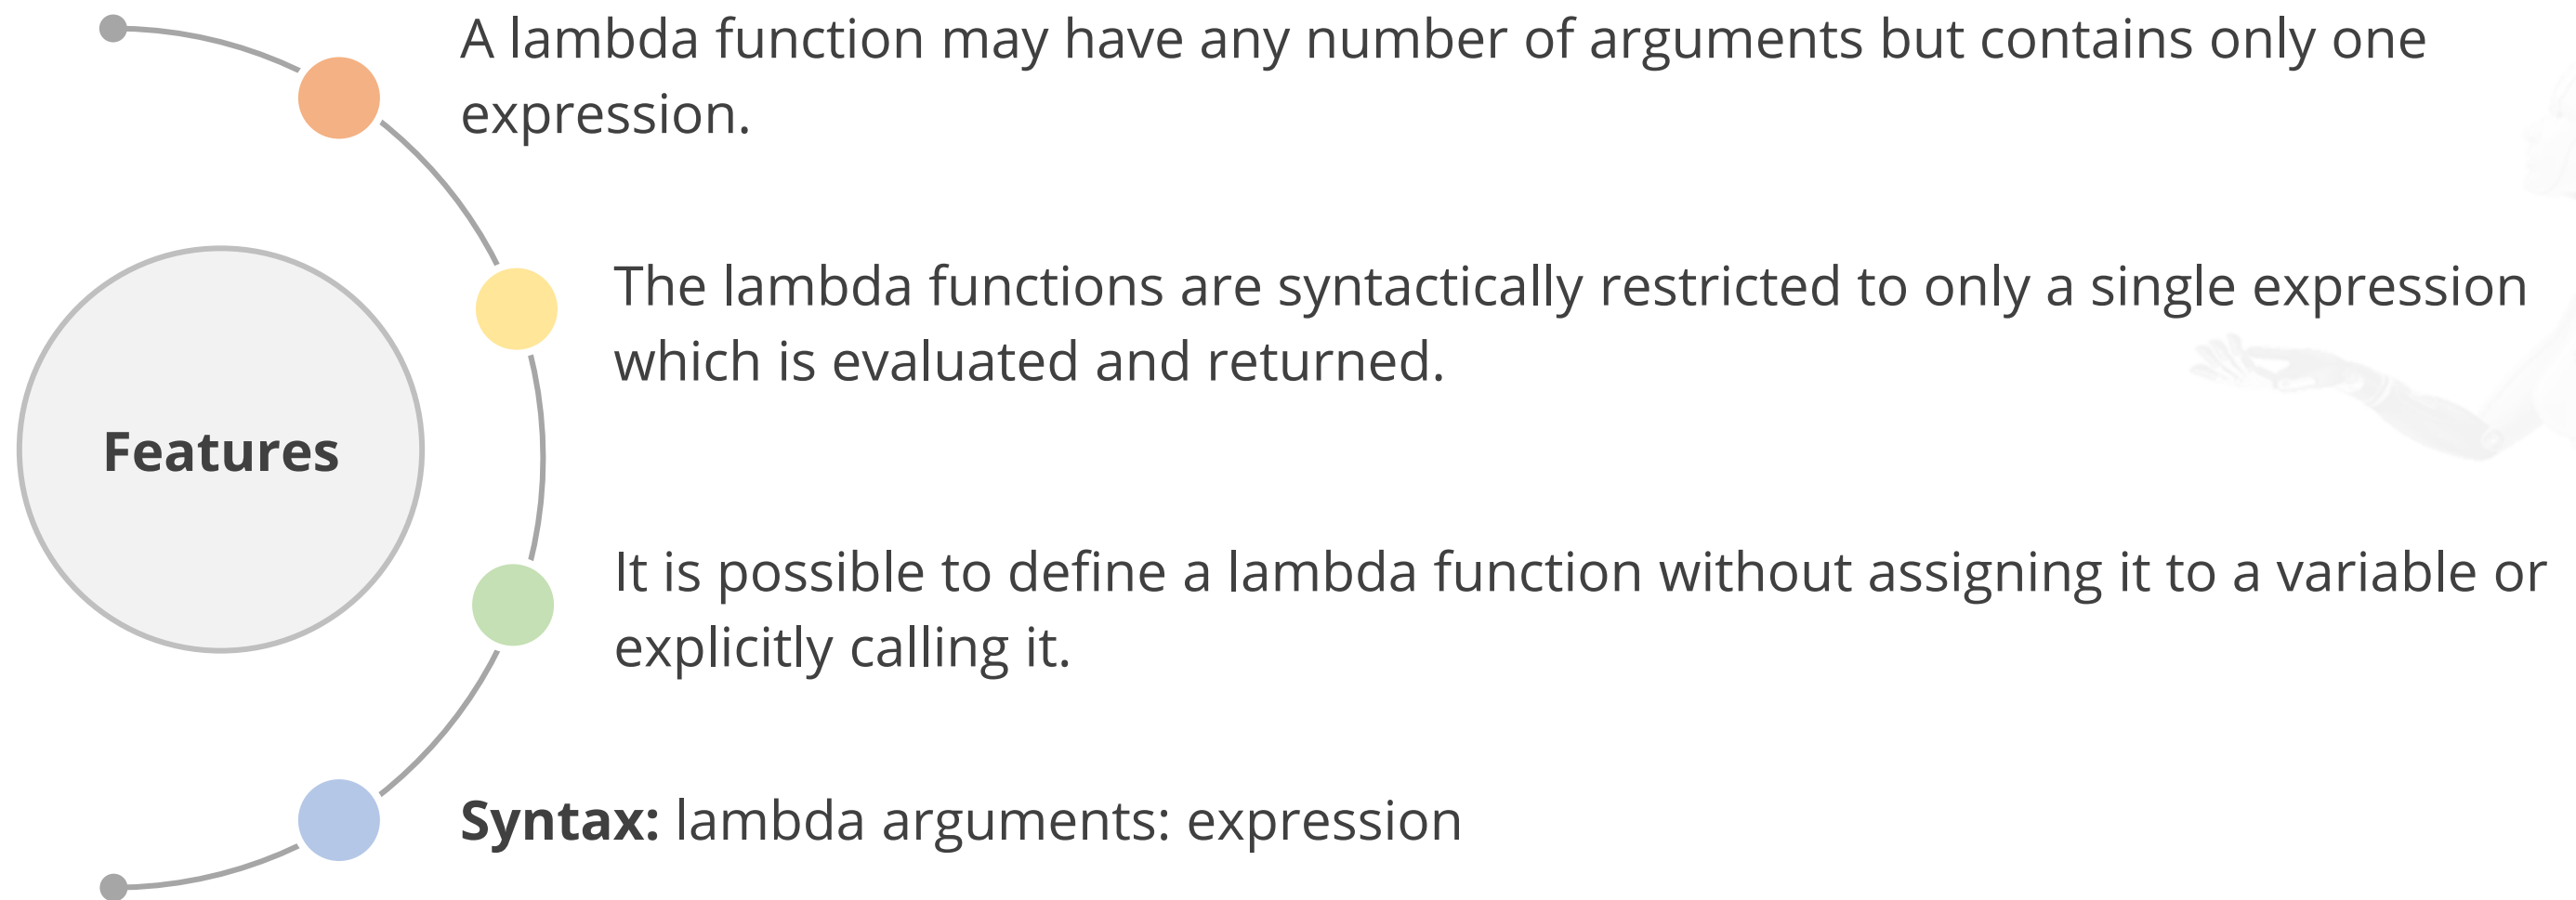 A lambda function may have any number of arguments but contains only one
expression.
The lambda functions are syntactically restricted to only a single expression
which is evaluated and returned.
Features
It is possible to define a lambda function without assigning it to a variable or
explicitly calling it.
Syntax: lambda arguments: expression